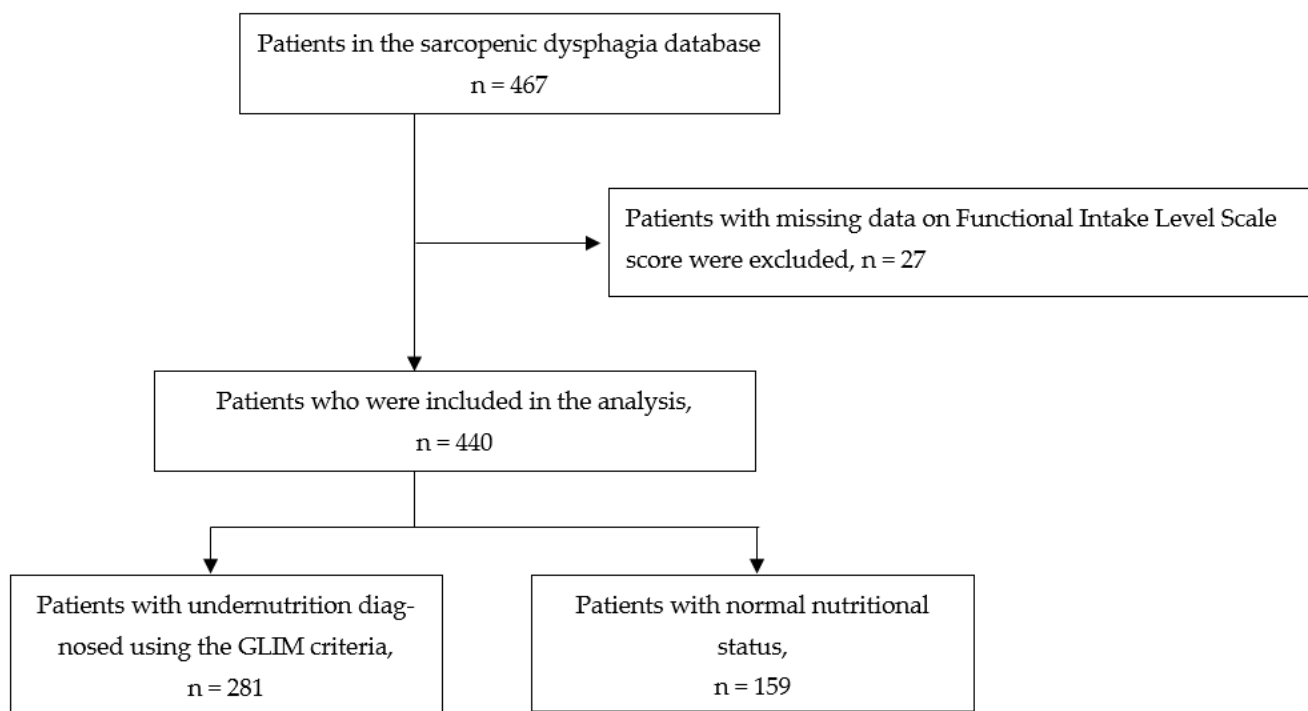 Patients in the sarcopenic dysphagia database
n = 467
Patients with missing data on Functional Intake Level Scale
score were excluded, n = 27
Patients who were included in the analysis,
n = 440
Patients with undernutrition diag-
nosed using the GLIM criteria,
n = 281
Patients with normal nutritional
status,
n = 159